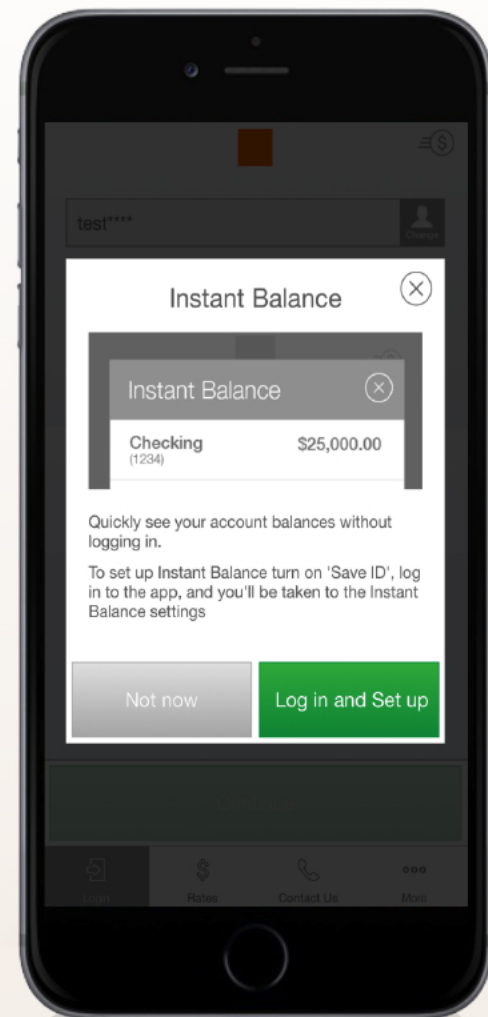 test****
Change
Instant Balance
Instant Balance
Checking $25,000.00
(1234)
Quickly see your account balances without
logging in.
To set up Instant Balance turn on 'Save ID', log
in to the app, and you'll be taken to the Instant
Balance settings
Not now Log in and Set up
Login Rates Contact Us More